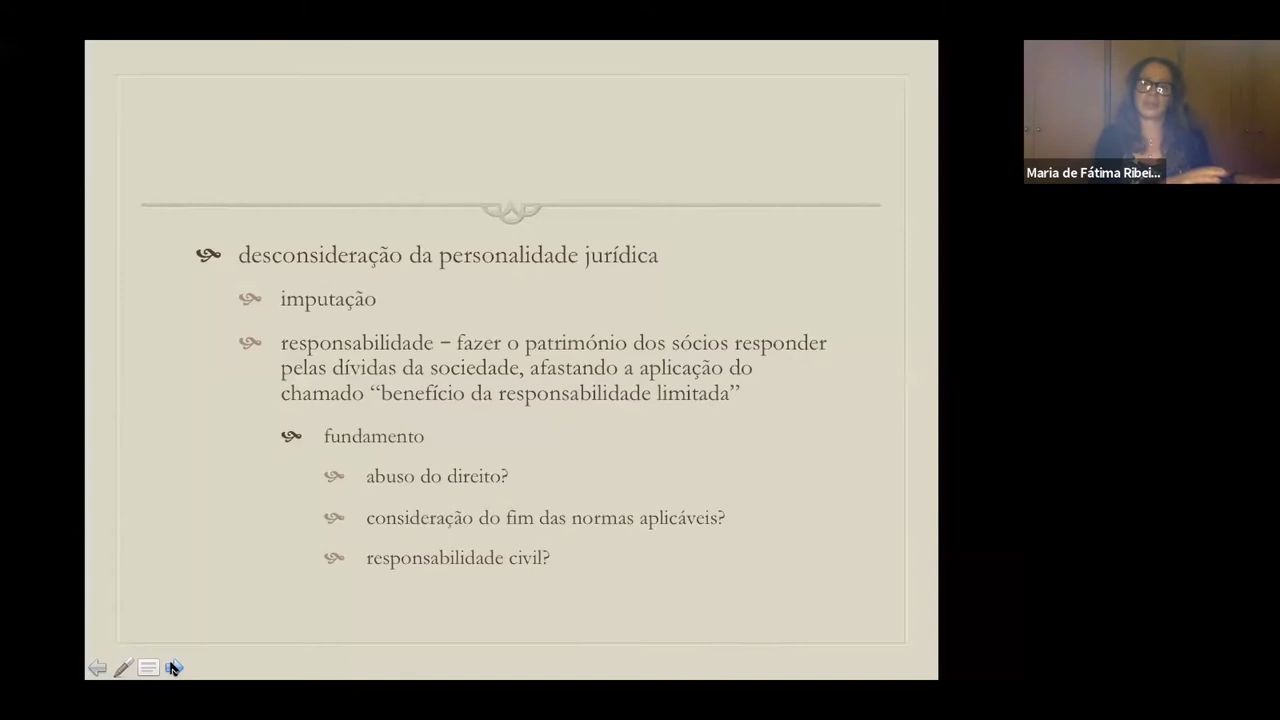 desconsideração da personalidade jurídica
imputação
responsabilidade – fazer o património dos sócios responder
pelas dívidas da sociedade, afastando a aplicação do
chamado “benefício da responsabilidade limitada”
fundamento
abuso do direito?
consideração do fim das normas aplicáveis?
responsabilidade civil?
Maria de Fátima Ribei...